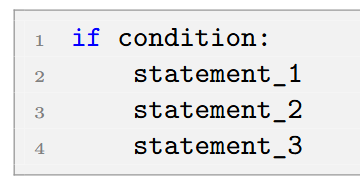 1 if condition:
2     statement_1
3     statement_2
4     statement_3